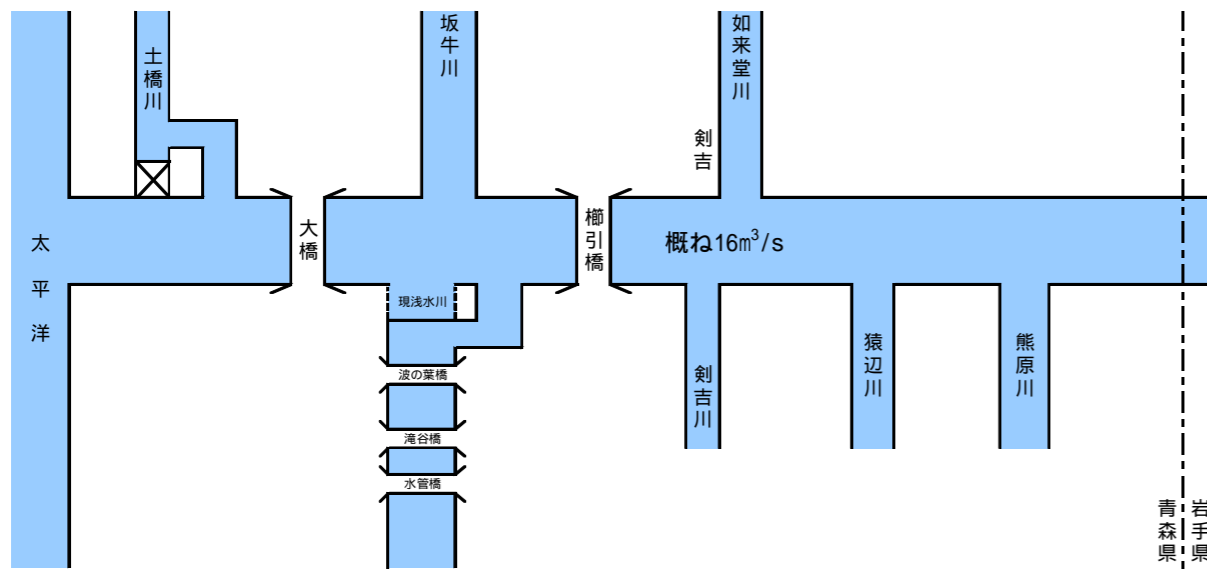 太平洋
土橋川
大橋
坂牛川
現浅水川
波の葉橋
滝谷橋
水管橋
櫛引橋
剣吉
如来堂川
概ね16m³/s
剣吉川
猿辺川
熊原川
青森県
岩手県